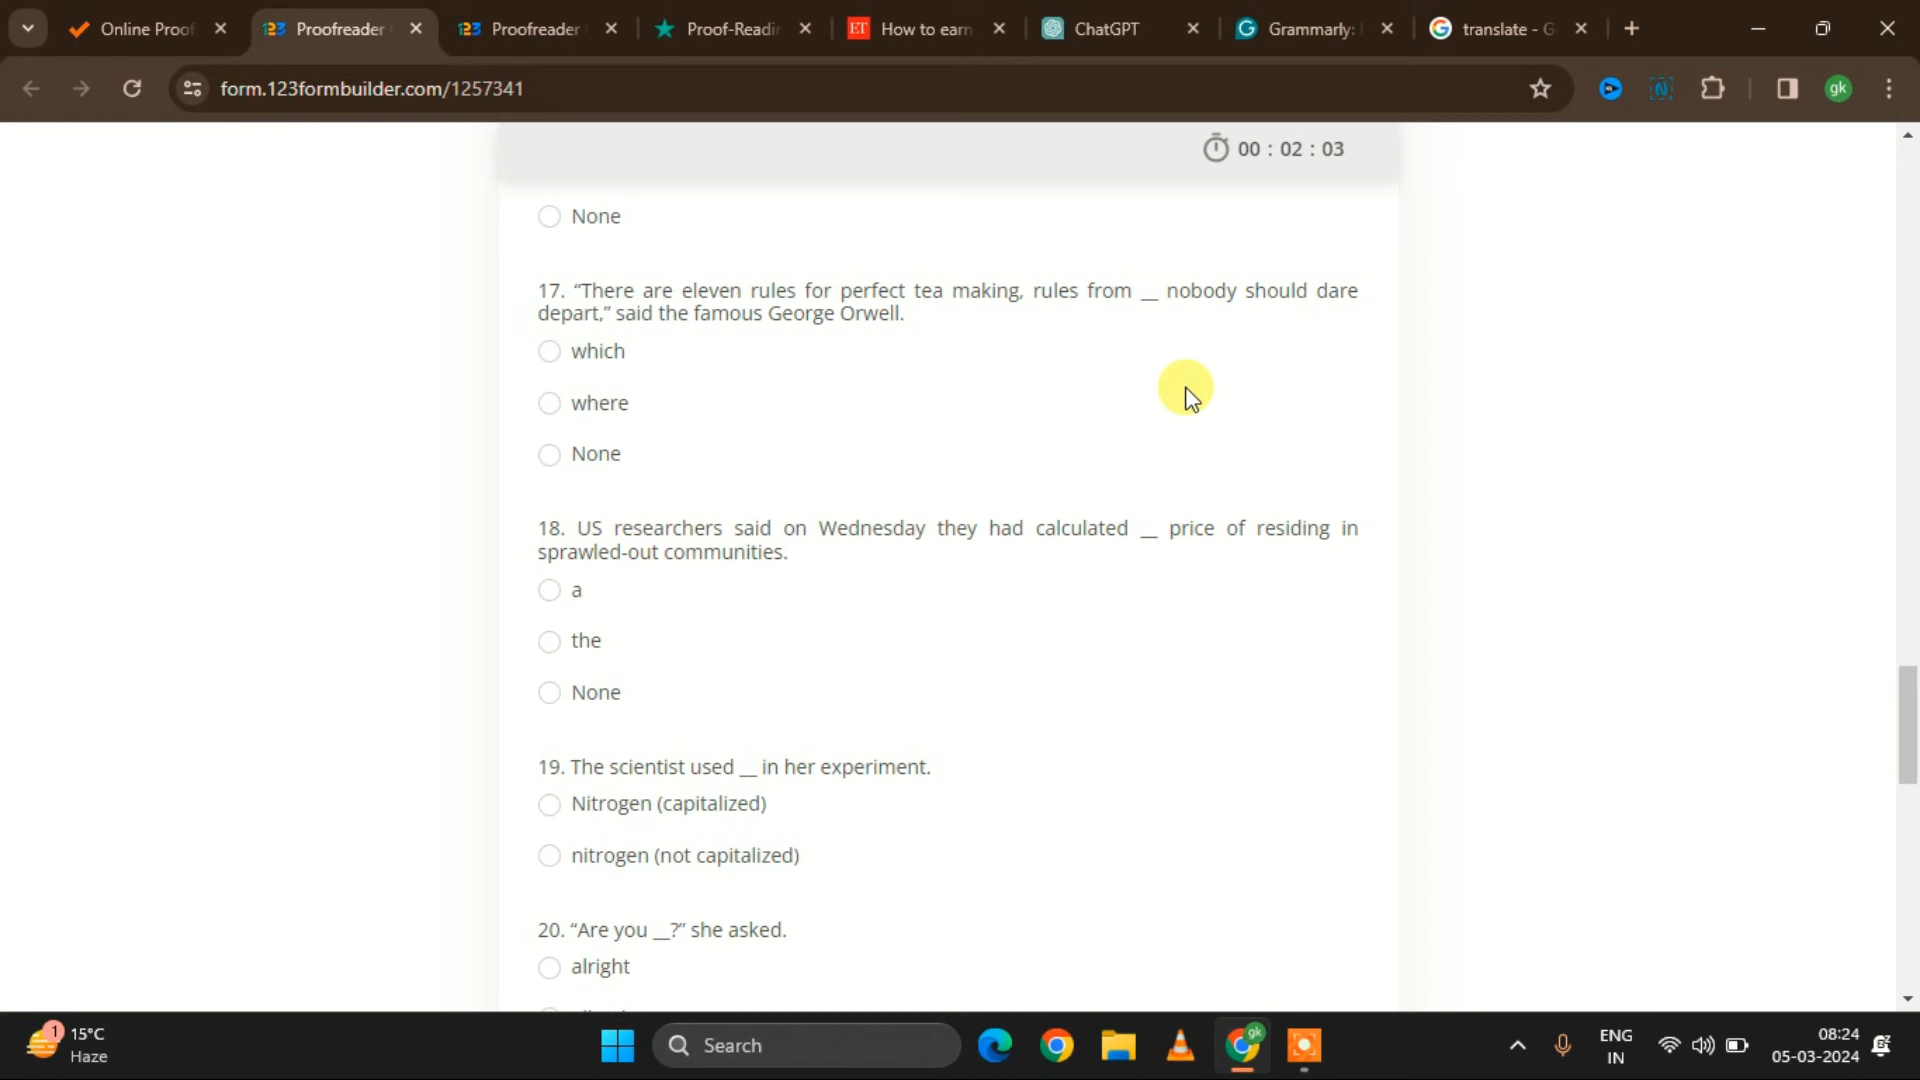 Online Proof
Proofreader
Proofreader
Proof-Readi
ET
How to earn
ChatGPT
Grammarly:
translate - G
form.123formbuilder.com/1257341
gk
00 : 02 : 03
None
17. “There are eleven rules for perfect tea making, rules from __ nobody should dare
depart,” said the famous George Orwell.
which
where
None
18. US researchers said on Wednesday they had calculated __ price of residing in
sprawled-out communities.
a
the
None
19. The scientist used __ in her experiment.
Nitrogen (capitalized)
nitrogen (not capitalized)
20. “Are you __?” she asked.
alright
1
15°C
Haze
Search
gk
ENG
IN
08:24
05-03-2024